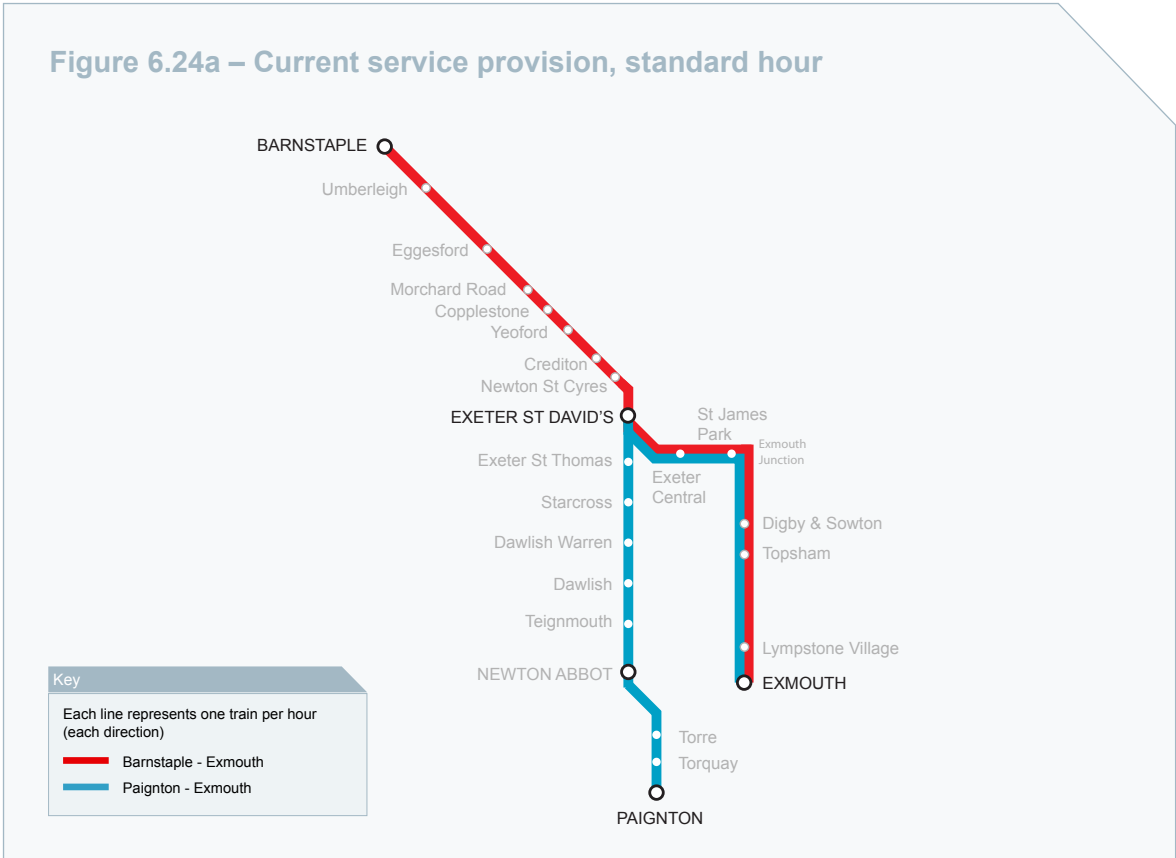 Figure 6.24a – Current service provision, standard hour
BARNSTAPLE
Umberleigh
Eggesford
Morchard Road
Copplestone
Yeoford
Crediton
Newton St Cyres
EXETER ST DAVID'S
St James
Park
Exmouth
Junction
Exeter St Thomas
Exeter
Central
Starcross
Digby & Sowton
Dawlish Warren
Topsham
Dawlish
Teignmouth
Lympstone Village
NEWTON ABBOT
EXMOUTH
Key
Each line represents one train per hour
(each direction)
Barnstaple - Exmouth
Paignton - Exmouth
Torre
Torquay
PAIGNTON